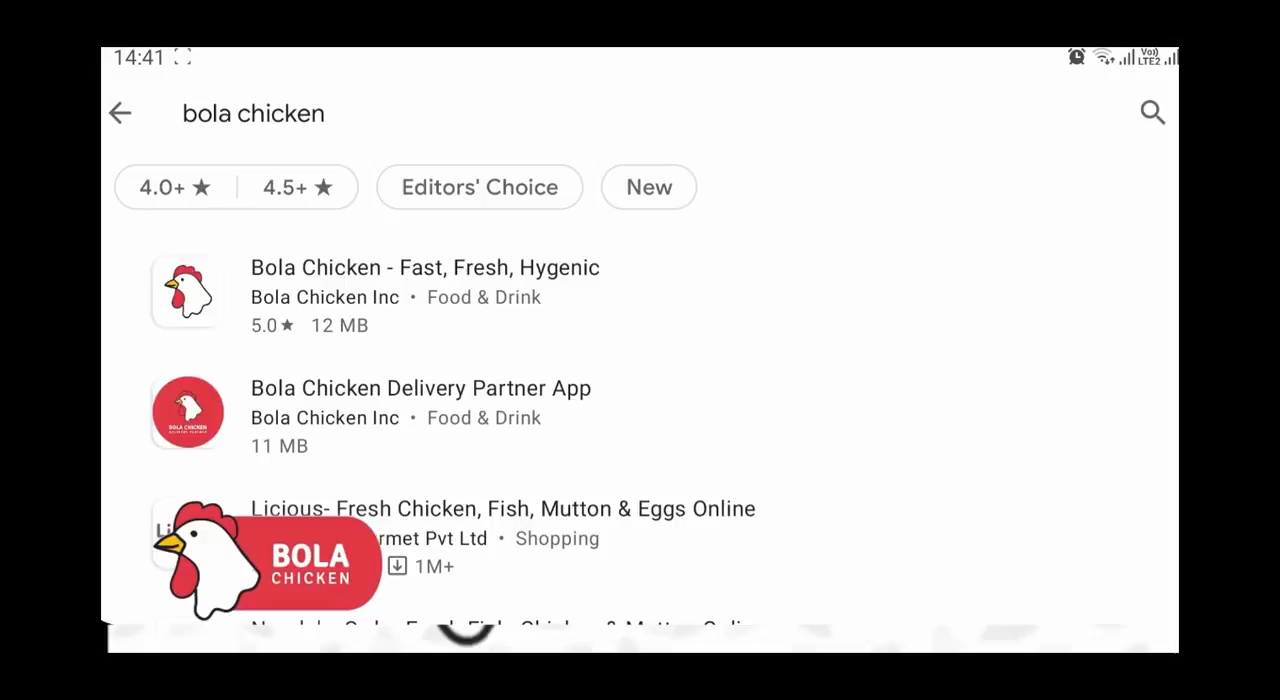 14:41
Vo)) LTE2
bola chicken
4.0+ ★ 4.5+ ★ Editors' Choice New
Bola Chicken - Fast, Fresh, Hygenic
Bola Chicken Inc • Food & Drink
5.0★ 12 MB
Bola Chicken Delivery Partner App
Bola Chicken Inc • Food & Drink
11 MB
BOLA CHICKEN
Licious- Fresh Chicken, Fish, Mutton & Eggs Online
Pvt Ltd • Shopping
1M+
BOLA
CHICKEN